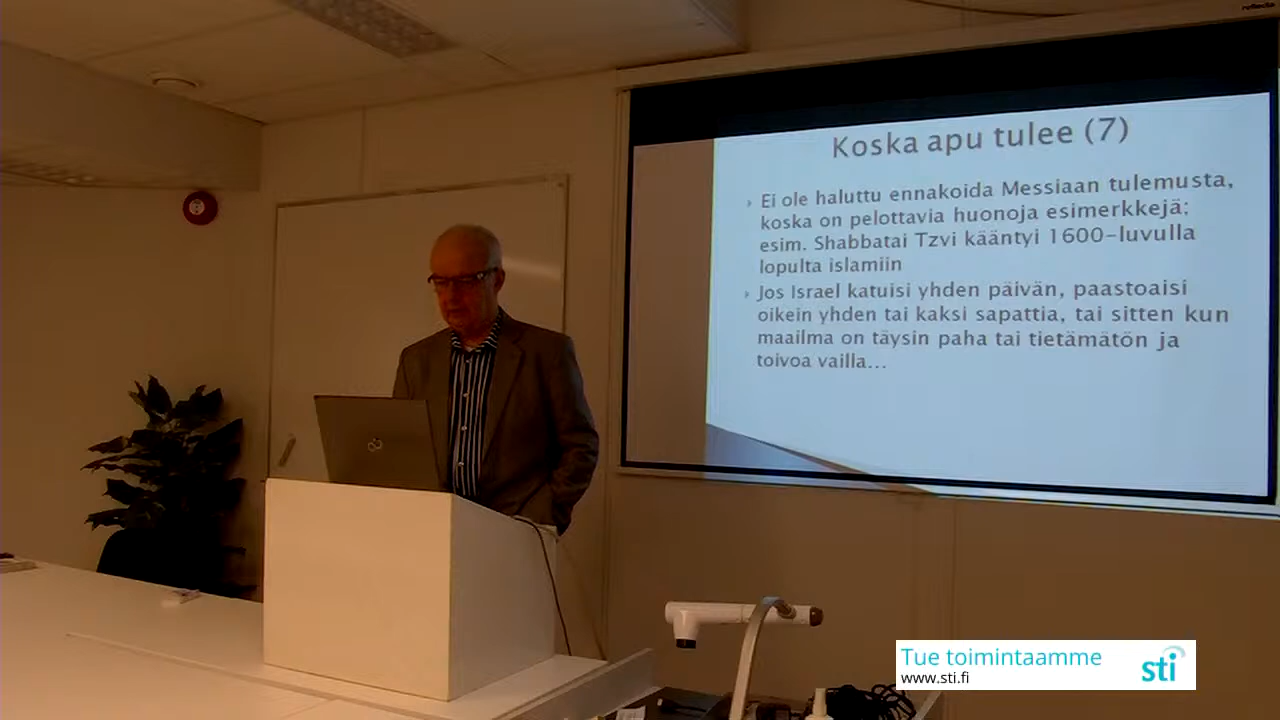 reflecta
Koska apu tulee (7)
Ei ole haluttu ennakoida Messiaan tulemusta,
koska on pelottavia huonoja esimerkkejä;
esim. Shabbatai Tzvi kääntyi 1600-luvulla
lopulta islamiin
Jos Israel katuisi yhden päivän, paastoaisi
oikein yhden tai kaksi sapattia, tai sitten kun
maailma on täysin paha tai tietämätön ja
toivoa vailla...
Tue toimintaamme
www.sti.fi
sti